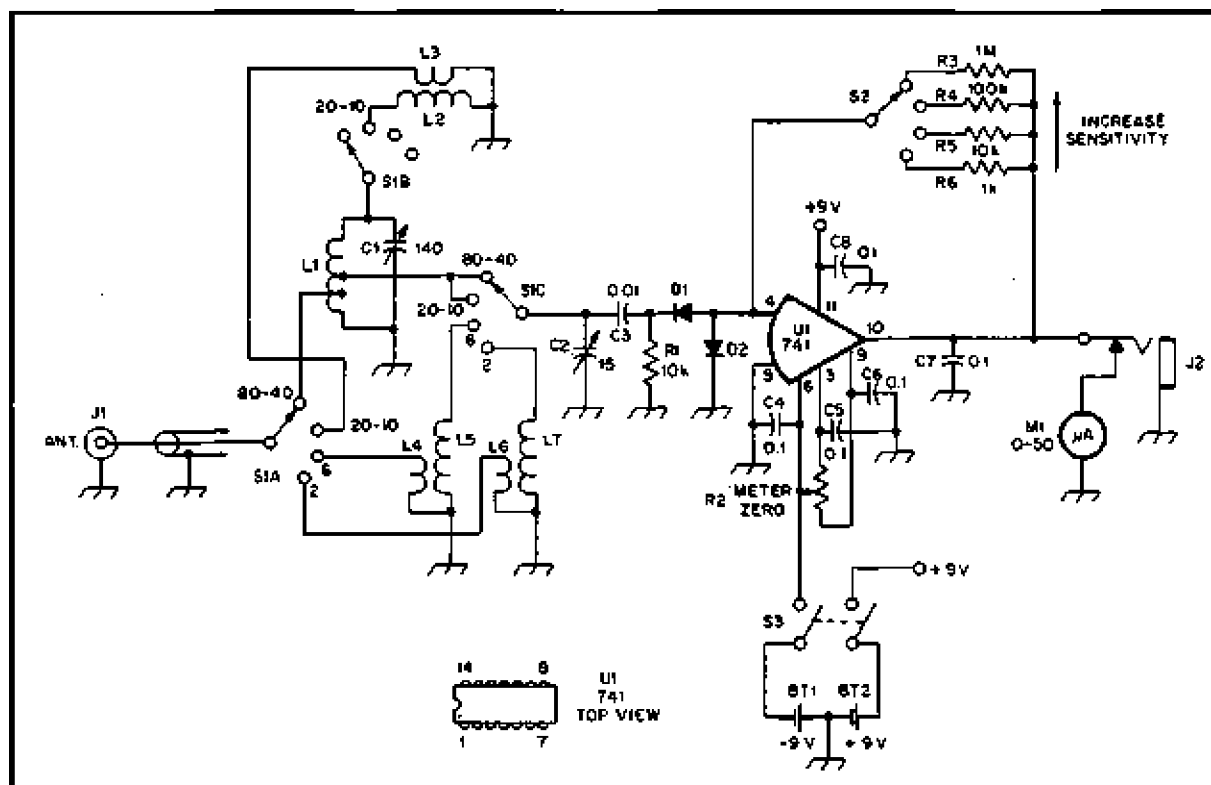 L3
L2
20-10
S1B
R3
1M
S2
R4
100k
R5
10k
R6
1k
INCREASE
SENSITIVITY
+9V
C8
L1
C1
140
80-40
S1C
20-10
6
2
C2
15
C3
R1
10k
D1
D2
4
11
U1
741
10
9
6
3
9
C4
0.1
C5
0.1
C6
0.1
C7
J2
M1
0-50
µA
R2
METER
ZERO
80-40
J1
ANT.
20-10
6
2
S1A
L4
L5
L6
L7
S3
+9V
BT1
BT2
-9V
+9V
14
8
U1
741
TOP VIEW
1
7